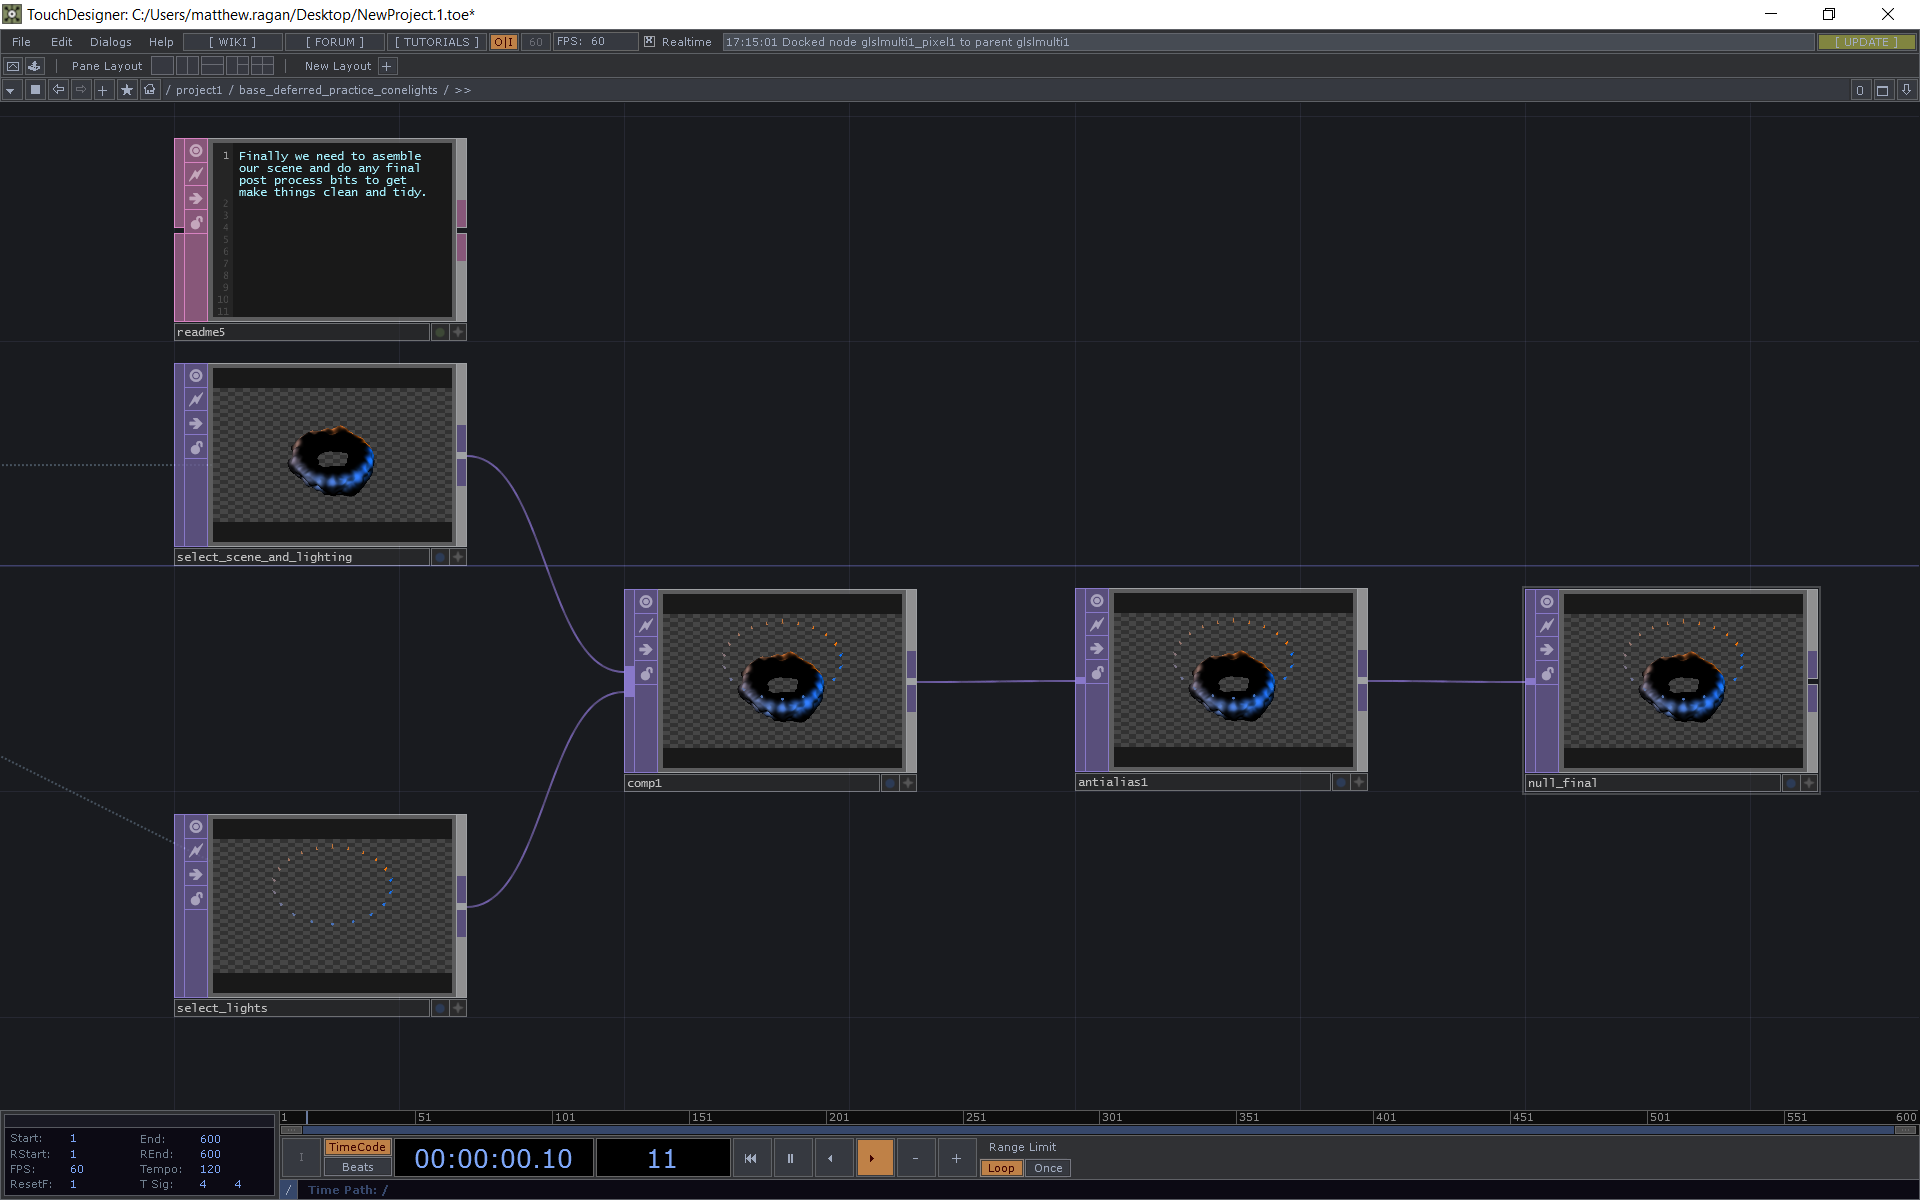 TouchDesigner: C:/Users/matthew.ragan/Desktop/NewProject.1.toe*
File Edit Dialogs Help [ WIKI ] [ FORUM ] [ TUTORIALS ] O|I 60 FPS: 60 Realtime 17:15:01 Docked node glslmulti1_pixel1 to parent glslmulti1 [ UPDATE ]
Pane Layout New Layout +
/ project1 / base_deferred_practice_conelights / >> 0
1 Finally we need to asemble
our scene and do any final
post process bits to get
make things clean and tidy.
2
3
4
5
6
7
8
9
10
11
readme5
select_scene_and_lighting
comp1
antialias1
null_final
select_lights
1 51 101 151 201 251 301 351 401 451 501 551 600
Start: 1 End: 600
RStart: 1 REnd: 600
FPS: 60 Tempo: 120
ResetF: 1 T Sig: 4 4
I
TimeCode
Beats
00:00:00.10
11
- +
Range Limit
Loop Once
/ Time Path: /